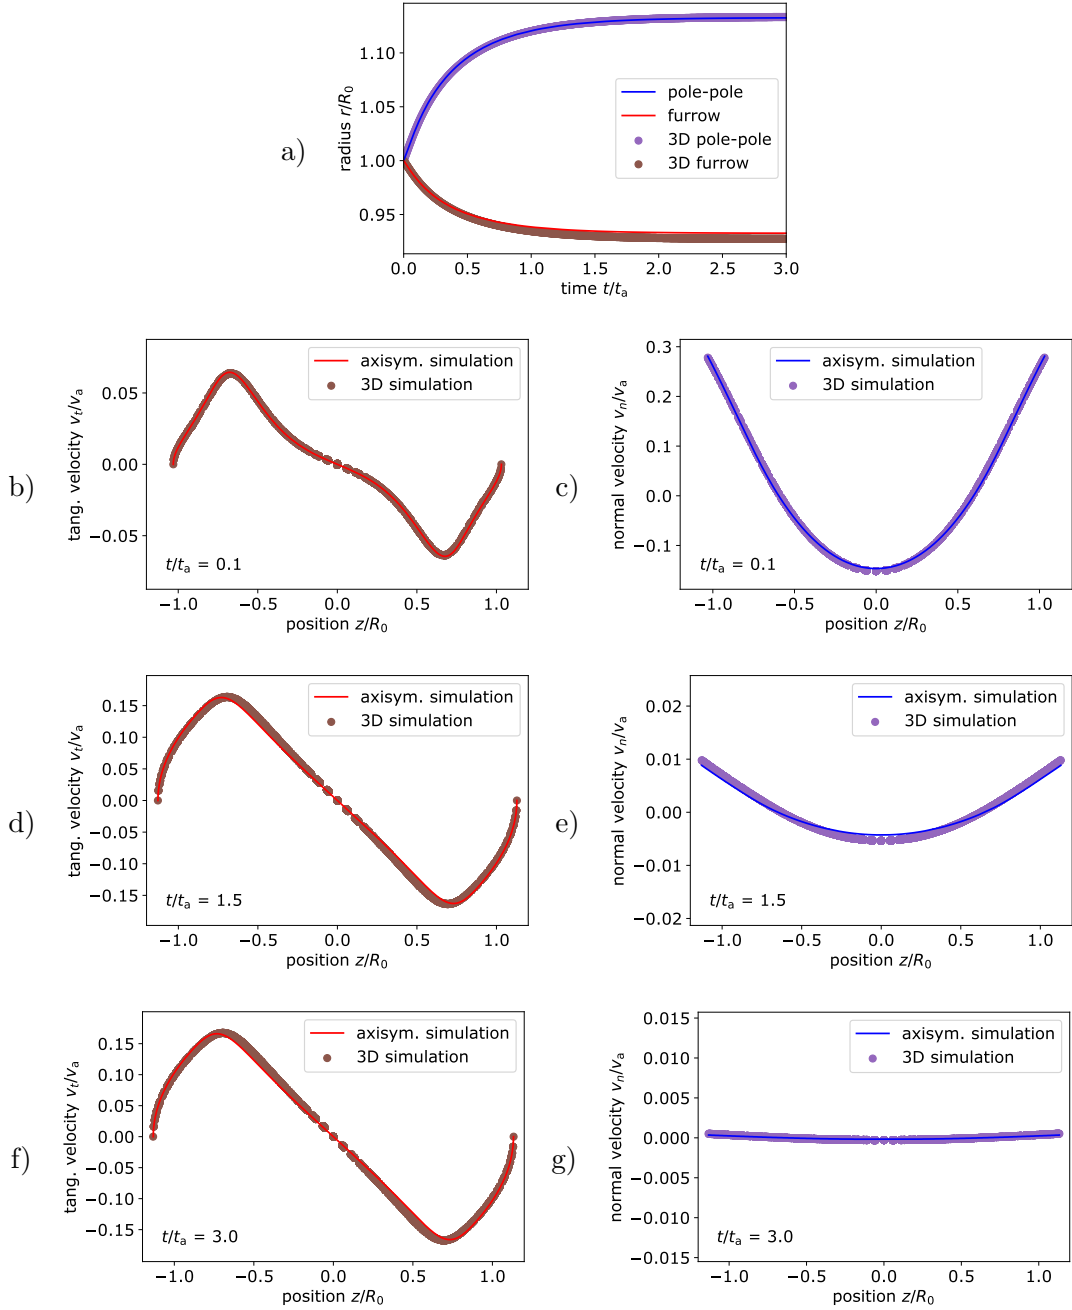 a)
radius r/R₀
1.10
1.05
1.00
0.95
pole-pole
furrow
3D pole-pole
3D furrow
0.0 0.5 1.0 1.5 2.0 2.5 3.0
time t/tₐ
b)
tang. velocity vₜ/vₐ
0.05
0.00
−0.05
axisym. simulation
3D simulation
t/tₐ = 0.1
−1.0 −0.5 0.0 0.5 1.0
position z/R₀
c)
normal velocity vₙ/vₐ
0.3
0.2
0.1
0.0
−0.1
axisym. simulation
3D simulation
t/tₐ = 0.1
−1.0 −0.5 0.0 0.5 1.0
position z/R₀
d)
tang. velocity vₜ/vₐ
0.15
0.10
0.05
0.00
−0.05
−0.10
−0.15
axisym. simulation
3D simulation
t/tₐ = 1.5
−1.0 −0.5 0.0 0.5 1.0
position z/R₀
e)
normal velocity vₙ/vₐ
0.02
0.01
0.00
−0.01
−0.02
axisym. simulation
3D simulation
t/tₐ = 1.5
−1.0 −0.5 0.0 0.5 1.0
position z/R₀
f)
tang. velocity vₜ/vₐ
0.15
0.10
0.05
0.00
−0.05
−0.10
−0.15
axisym. simulation
3D simulation
t/tₐ = 3.0
−1.0 −0.5 0.0 0.5 1.0
position z/R₀
g)
normal velocity vₙ/vₐ
0.015
0.010
0.005
0.000
−0.005
−0.010
−0.015
axisym. simulation
3D simulation
t/tₐ = 3.0
−1.0 −0.5 0.0 0.5 1.0
position z/R₀